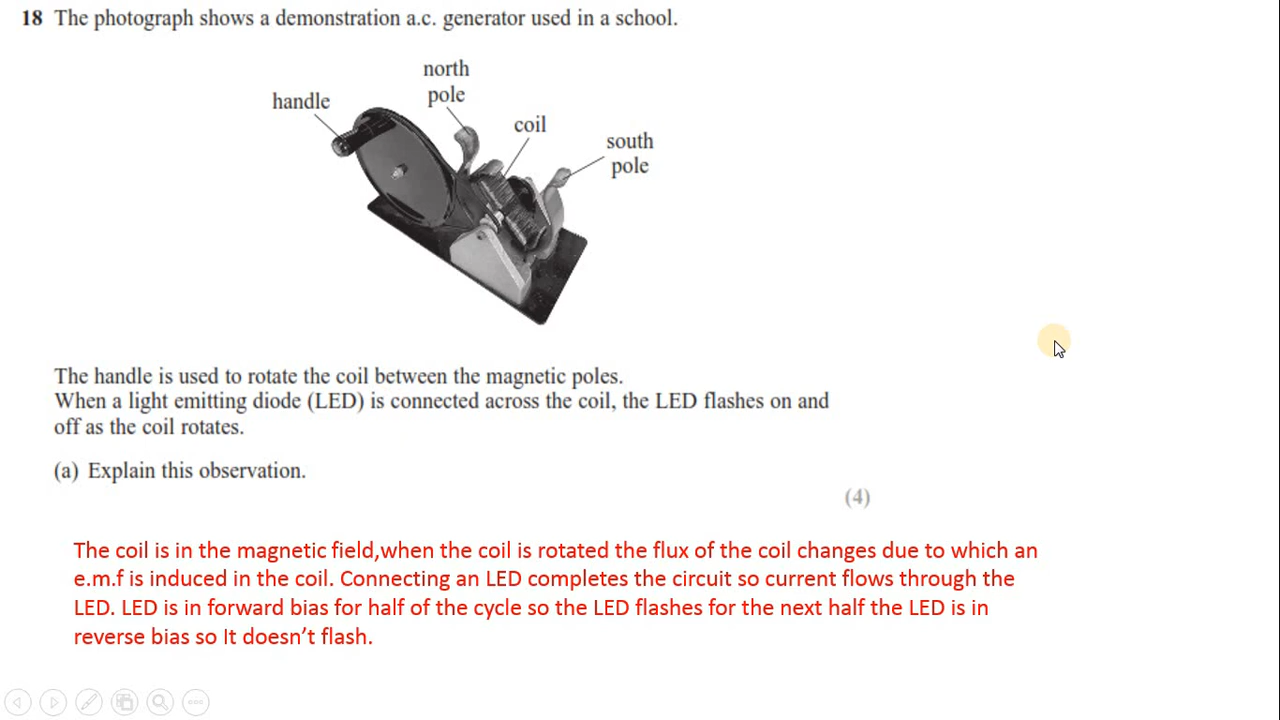 18 The photograph shows a demonstration a.c. generator used in a school.
north
pole
handle
coil
south
pole
The handle is used to rotate the coil between the magnetic poles.
When a light emitting diode (LED) is connected across the coil, the LED flashes on and
off as the coil rotates.
(a) Explain this observation.
(4)
The coil is in the magnetic field,when the coil is rotated the flux of the coil changes due to which an
e.m.f is induced in the coil. Connecting an LED completes the circuit so current flows through the
LED. LED is in forward bias for half of the cycle so the LED flashes for the next half the LED is in
reverse bias so It doesn’t flash.